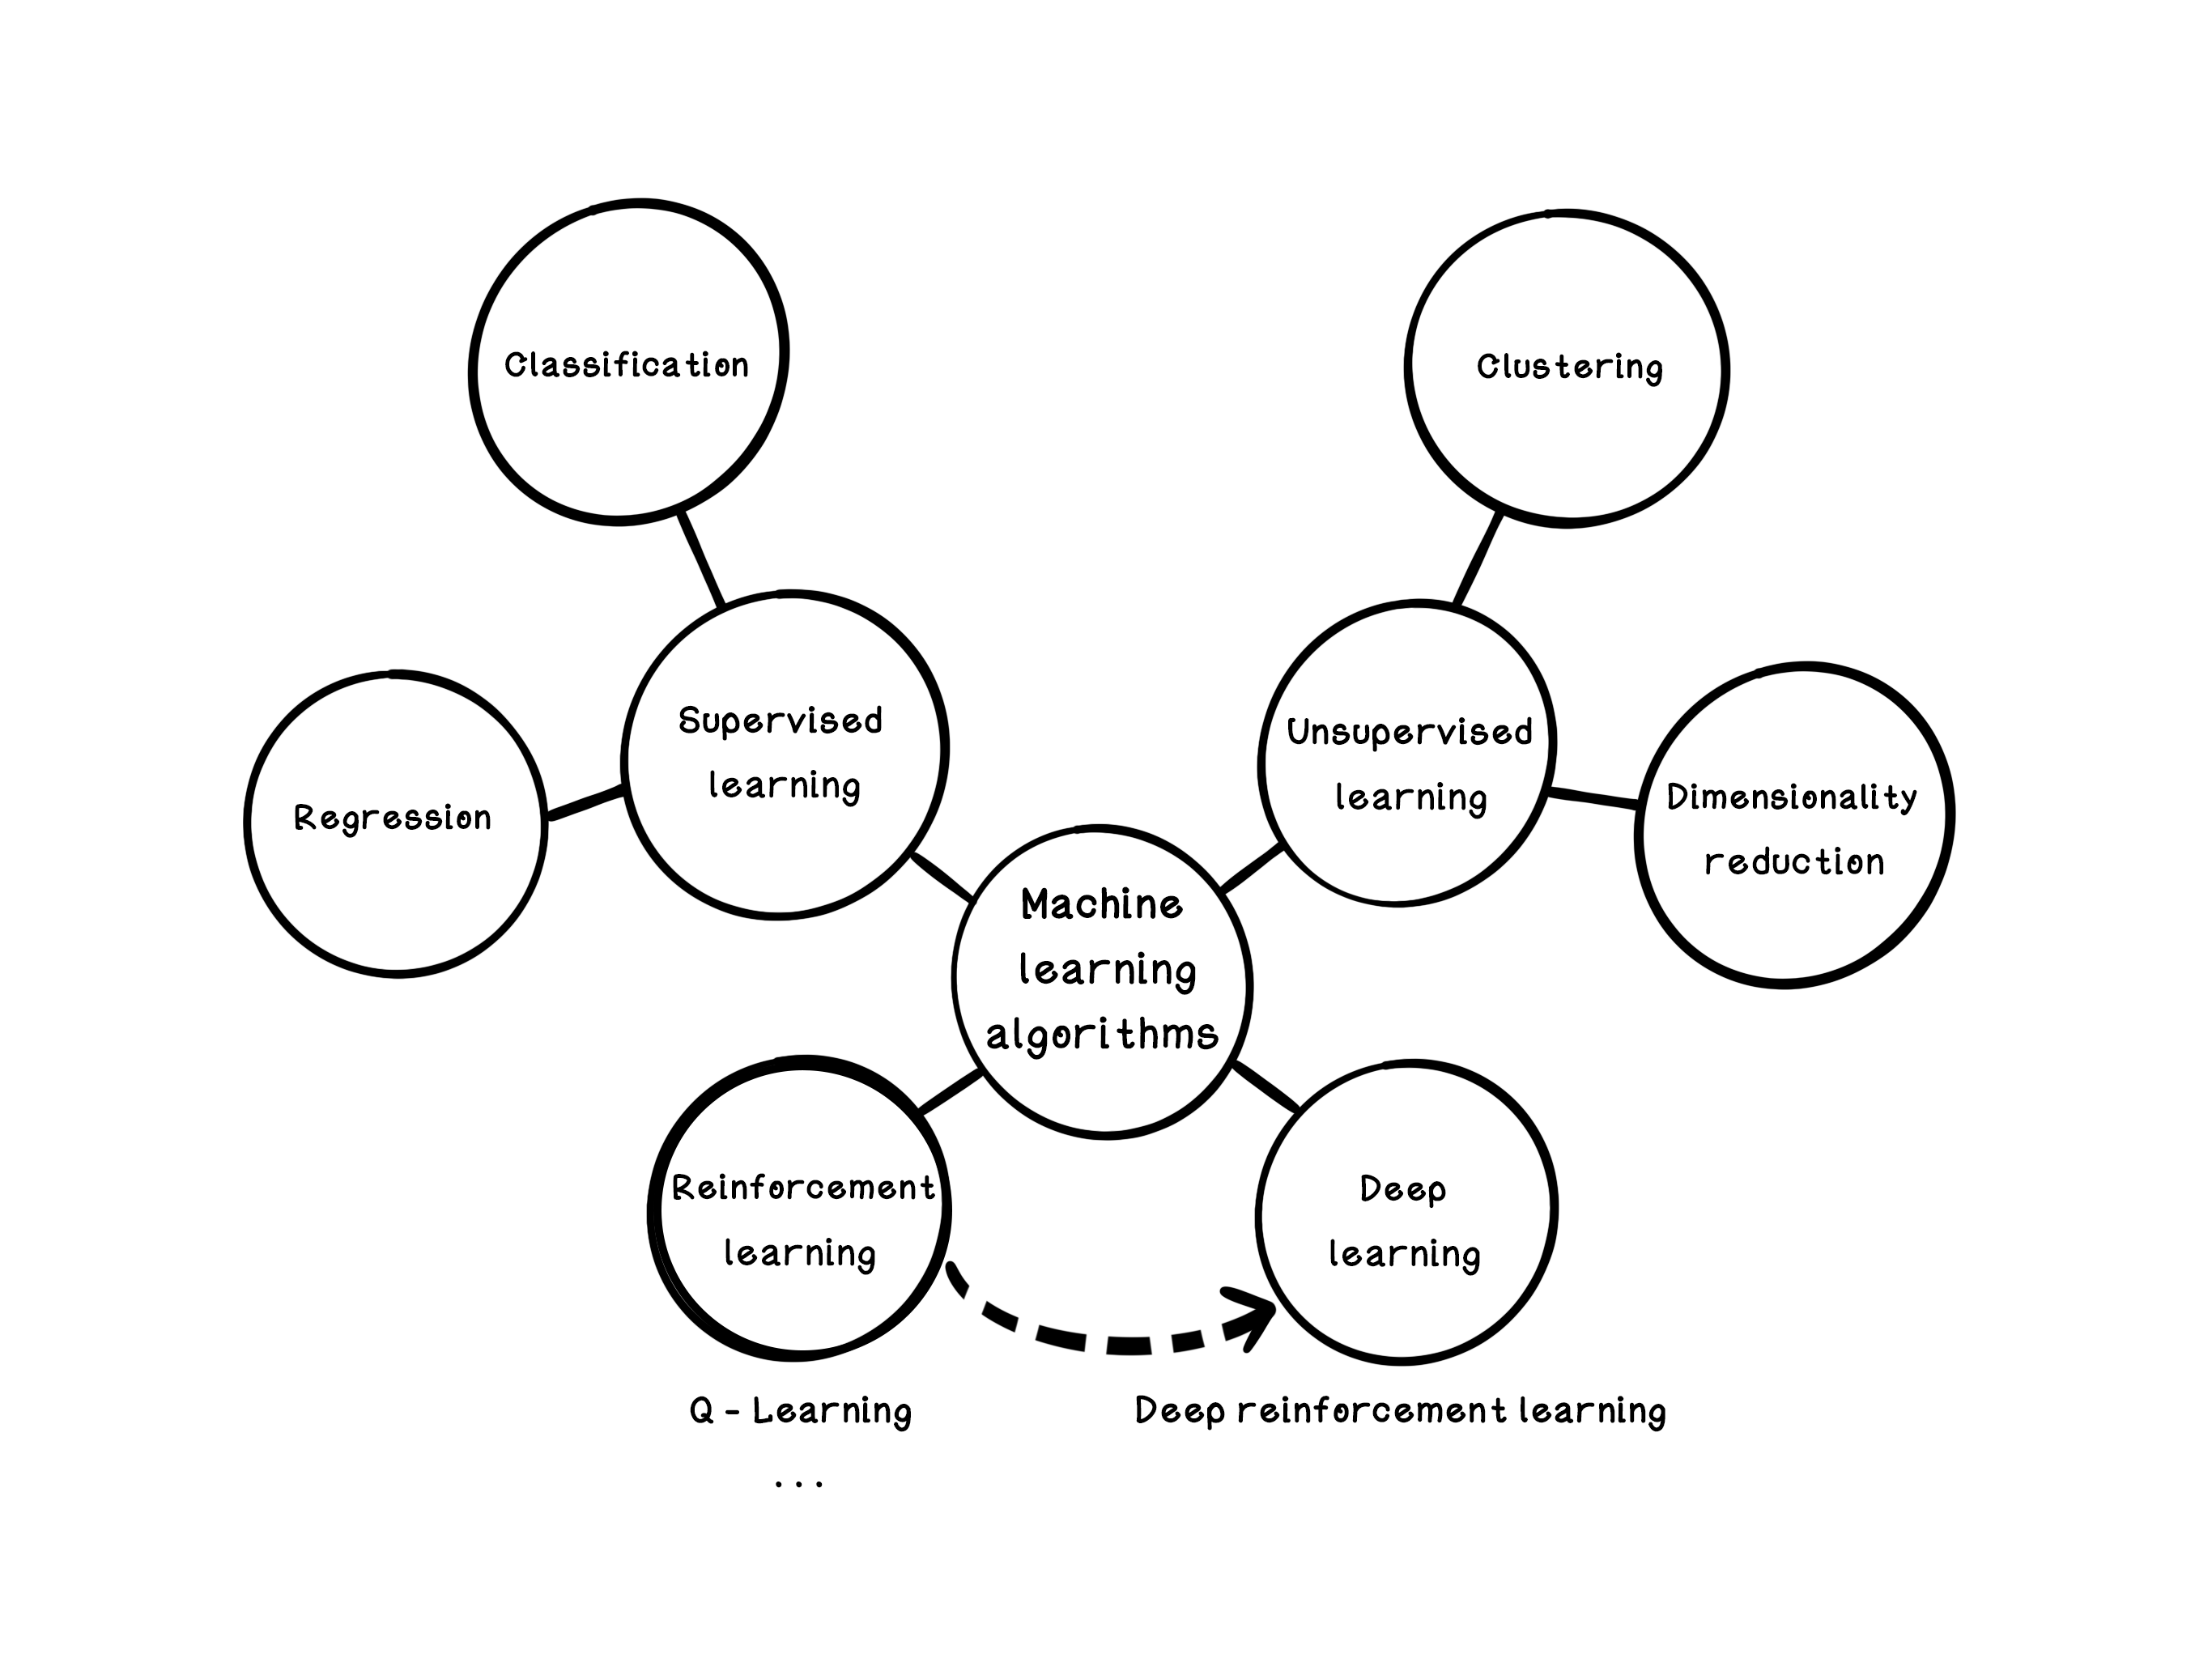 Classification
Clustering
Supervised
learning
Unsupervised
learning
Regression
Dimensionality
reduction
Machine
learning
algorithms
Reinforcement
learning
Deep
learning
Q - Learning
Deep reinforcement learning
...